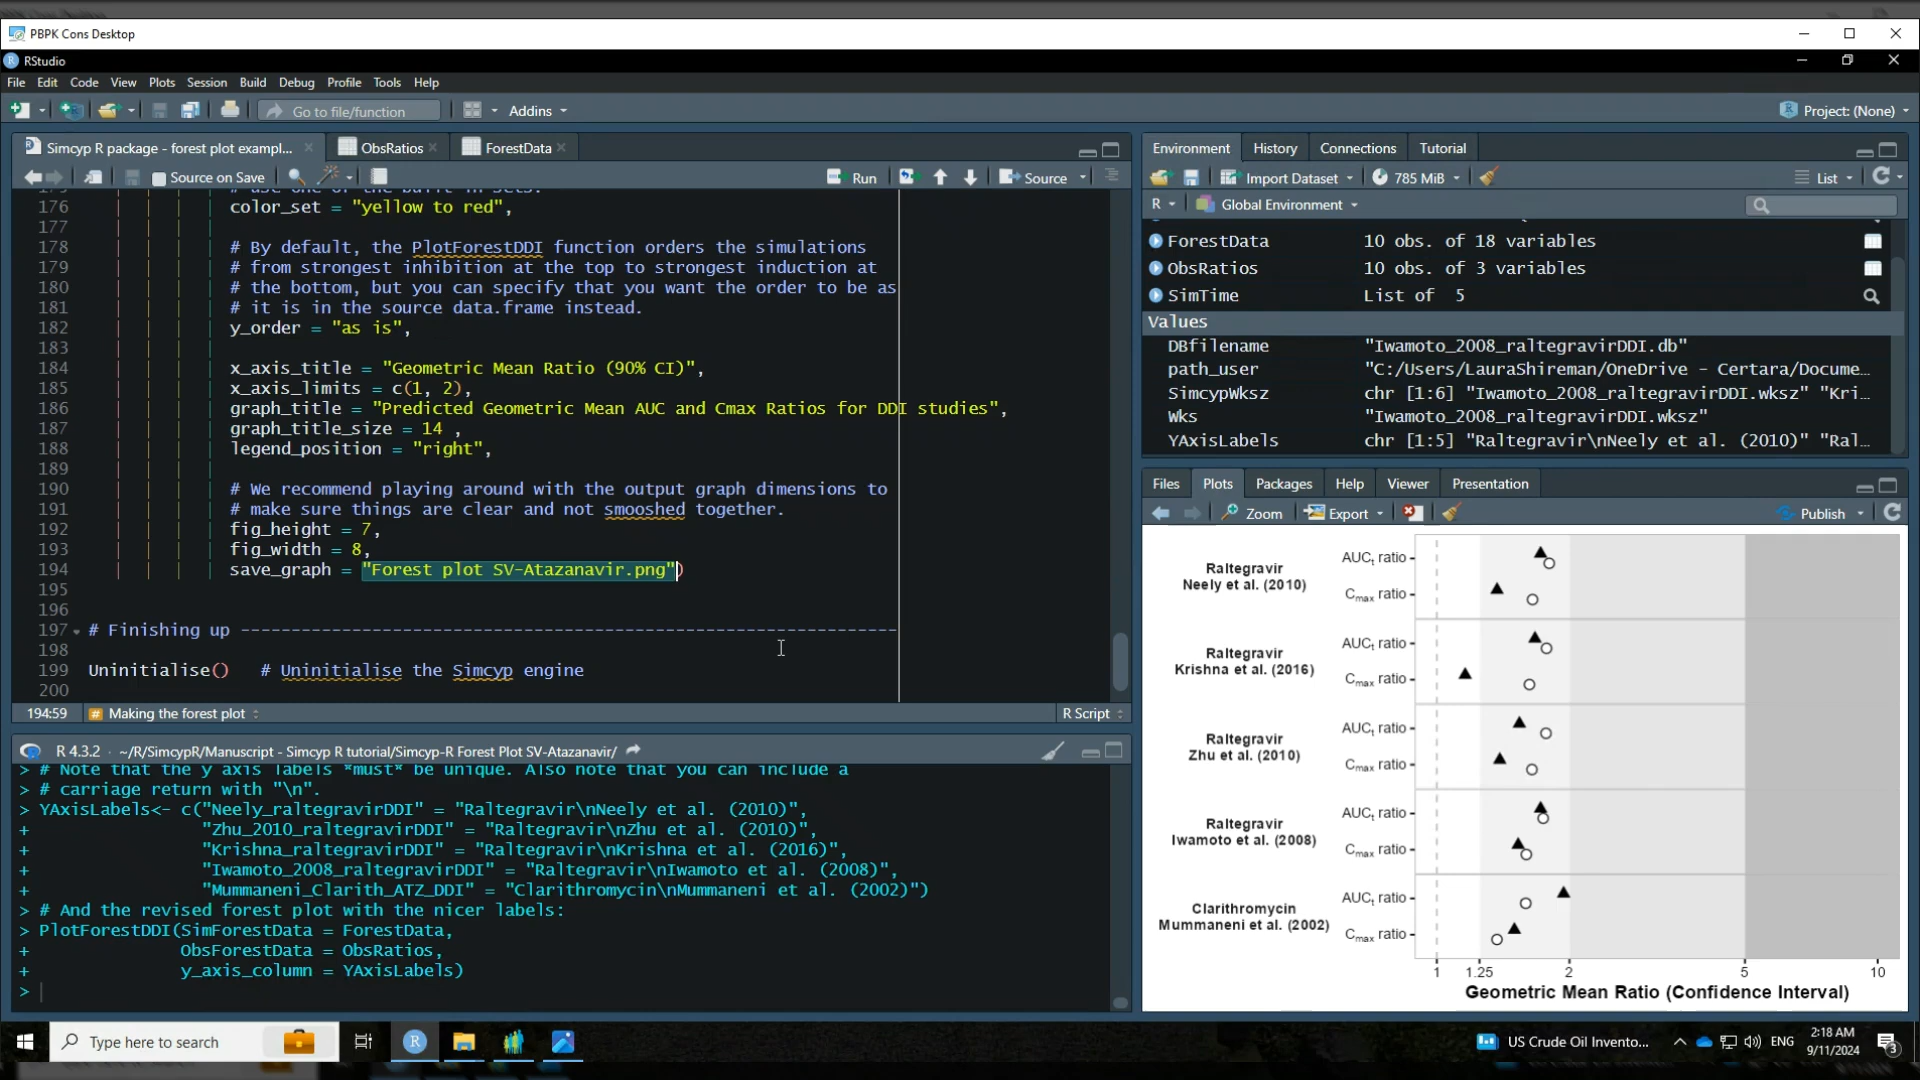 PBPK Cons Desktop
RStudio
File Edit Code View Plots Session Build Debug Profile Tools Help
Go to file/function Addins Project: (None)
Simcyp R package - forest plot exampl... ObsRatios ForestData
Source on Save Run Source
176 color_set = "yellow to red",
177
178 # By default, the PlotForestDDI function orders the simulations
179 # from strongest inhibition at the top to strongest induction at
180 # the bottom, but you can specify that you want the order to be as
181 # it is in the source data.frame instead.
182 y_order = "as is",
183
184 x_axis_title = "Geometric Mean Ratio (90% CI)",
185 x_axis_limits = c(1, 2),
186 graph_title = "Predicted Geometric Mean AUC and Cmax Ratios for DDI studies",
187 graph_title_size = 14 ,
188 legend_position = "right",
189
190 # We recommend playing around with the output graph dimensions to
191 # make sure things are clear and not smooshed together.
192 fig_height = 7,
193 fig_width = 8,
194 save_graph = "Forest plot SV-Atazanavir.png")
195
196
197 # Finishing up -----------------------------------------------------------------
198
199 Uninitialise() # Uninitialise the Simcyp engine
200
194:59 Making the forest plot R Script
R 4.3.2 · ~/R/SimcypR/Manuscript - Simcyp R tutorial/Simcyp-R Forest Plot SV-Atazanavir/
> # Note that the y axis labels *must* be unique. Also note that you can include a
> # carriage return with "\n".
> YAxisLabels<- c("Neely_raltegravirDDI" = "Raltegravir\nNeely et al. (2010)",
+ "Zhu_2010_raltegravirDDI" = "Raltegravir\nZhu et al. (2010)",
+ "Krishna_raltegravirDDI" = "Raltegravir\nKrishna et al. (2016)",
+ "Iwamoto_2008_raltegravirDDI" = "Raltegravir\nIwamoto et al. (2008)",
+ "Mummaneni_Clarith_ATZ_DDI" = "Clarithromycin\nMummaneni et al. (2002)")
> # And the revised forest plot with the nicer labels:
> PlotForestDDI(SimForestData = ForestData,
+ ObsForestData = ObsRatios,
+ y_axis_column = YAxisLabels)
>
Environment History Connections Tutorial
Import Dataset 785 MiB List
R Global Environment
ForestData 10 obs. of 18 variables
ObsRatios 10 obs. of 3 variables
SimTime List of 5
Values
DBfilename "Iwamoto_2008_raltegravirDDI.db"
path_user "C:/Users/LauraShireman/OneDrive - Certara/Docume...
SimcypWksz chr [1:6] "Iwamoto_2008_raltegravirDDI.wksz" "Kri...
Wks "Iwamoto_2008_raltegravirDDI.wksz"
YAxisLabels chr [1:5] "Raltegravir\nNeely et al. (2010)" "Ral...
Files Plots Packages Help Viewer Presentation
Zoom Export Publish
Raltegravir
Neely et al. (2010)
AUCt ratio
Cmax ratio
Raltegravir
Krishna et al. (2016)
AUCt ratio
Cmax ratio
Raltegravir
Zhu et al. (2010)
AUCt ratio
Cmax ratio
Raltegravir
Iwamoto et al. (2008)
AUCt ratio
Cmax ratio
Clarithromycin
Mummaneni et al. (2002)
AUCt ratio
Cmax ratio
1 1.25 2 5 10
Geometric Mean Ratio (Confidence Interval)
Type here to search
US Crude Oil Invento...
ENG
2:18 AM
9/11/2024
3